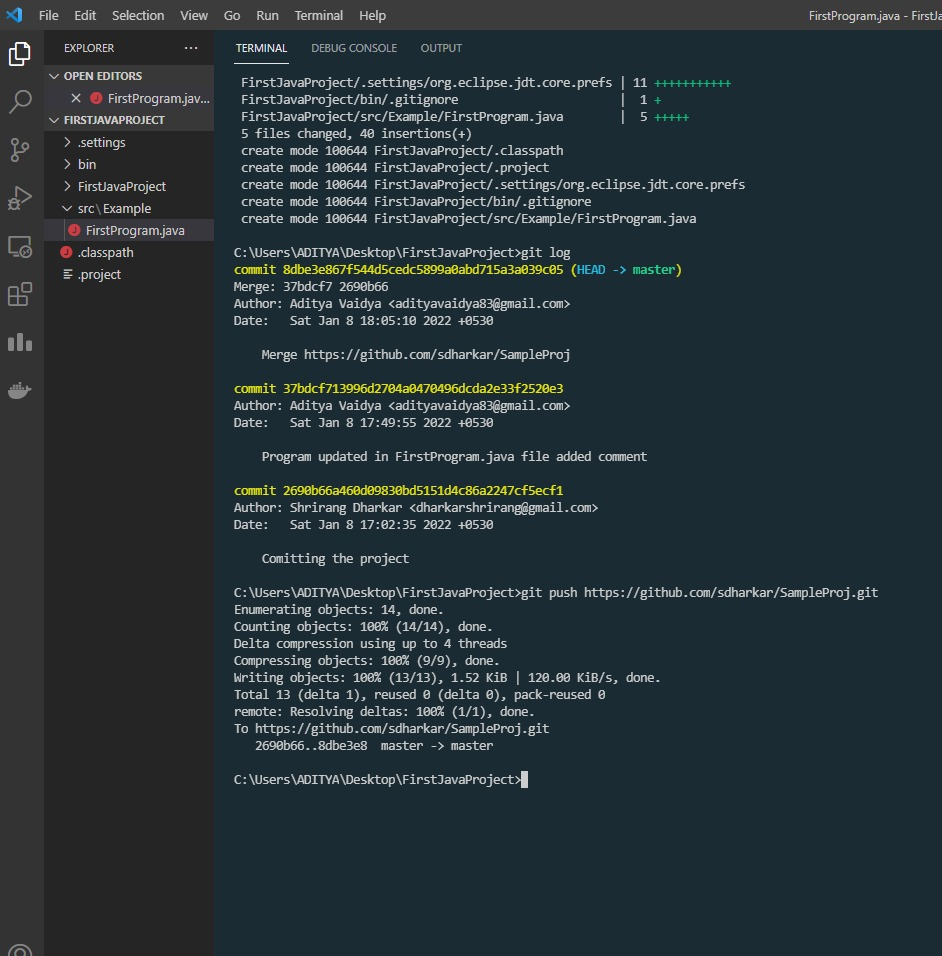 File Edit Selection View Go Run Terminal Help
FirstProgram.java - FirstJa
EXPLORER ···
OPEN EDITORS
FirstProgram.jav...
FIRSTJAVAPROJECT
.settings
bin
FirstJavaProject
src\Example
FirstProgram.java
.classpath
.project
TERMINAL DEBUG CONSOLE OUTPUT
FirstJavaProject/.settings/org.eclipse.jdt.core.prefs | 11 +++++++++++
FirstJavaProject/bin/.gitignore | 1 +
FirstJavaProject/src/Example/FirstProgram.java | 5 +++++
5 files changed, 40 insertions(+)
create mode 100644 FirstJavaProject/.classpath
create mode 100644 FirstJavaProject/.project
create mode 100644 FirstJavaProject/.settings/org.eclipse.jdt.core.prefs
create mode 100644 FirstJavaProject/bin/.gitignore
create mode 100644 FirstJavaProject/src/Example/FirstProgram.java
C:\Users\ADITYA\Desktop\FirstJavaProject>git log
commit 8dbe3e867f544d5cedc5899a0abd715a3a039c05 (HEAD -> master)
Merge: 37bdcf7 2690b66
Author: Aditya Vaidya <adityavaidya83@gmail.com>
Date: Sat Jan 8 18:05:10 2022 +0530
Merge https://github.com/sdharkar/SampleProj
commit 37bdcf713996d2704a0470496dcda2e33f2520e3
Author: Aditya Vaidya <adityavaidya83@gmail.com>
Date: Sat Jan 8 17:49:55 2022 +0530
Program updated in FirstProgram.java file added comment
commit 2690b66a460d09830bd5151d4c86a2247cf5ecf1
Author: Shrirang Dharkar <dharkarshrirang@gmail.com>
Date: Sat Jan 8 17:02:35 2022 +0530
Comitting the project
C:\Users\ADITYA\Desktop\FirstJavaProject>git push https://github.com/sdharkar/SampleProj.git
Enumerating objects: 14, done.
Counting objects: 100% (14/14), done.
Delta compression using up to 4 threads
Compressing objects: 100% (9/9), done.
Writing objects: 100% (13/13), 1.52 KiB | 120.00 KiB/s, done.
Total 13 (delta 1), reused 0 (delta 0), pack-reused 0
remote: Resolving deltas: 100% (1/1), done.
To https://github.com/sdharkar/SampleProj.git
2690b66..8dbe3e8 master -> master
C:\Users\ADITYA\Desktop\FirstJavaProject>